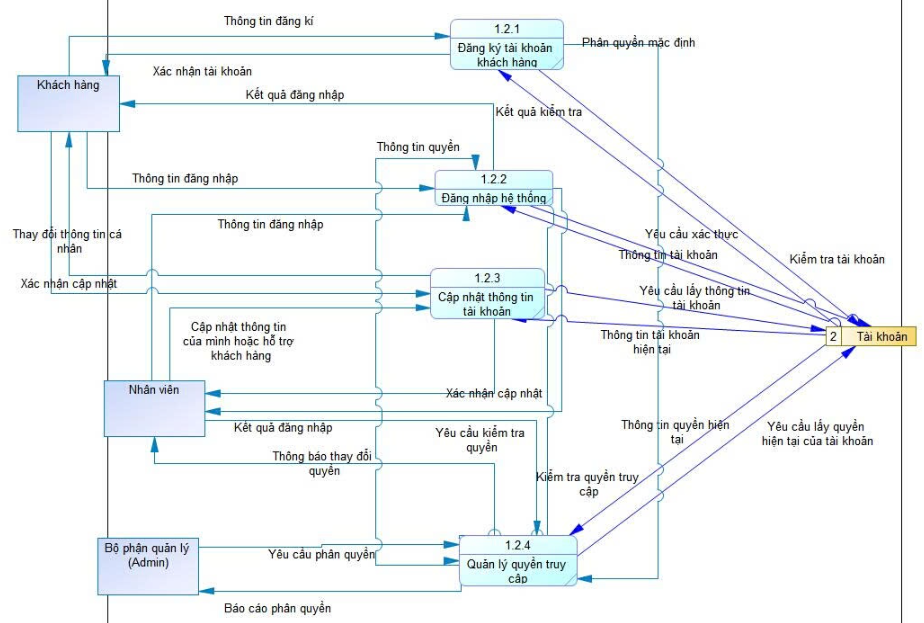 Thông tin đăng kí
1.2.1
Đăng ký tài khoản
khách hàng
Phân quyền mặc định
Xác nhận tài khoản
Khách hàng
Kết quả đăng nhập
Kết quả kiểm tra
Thông tin quyền
1.2.2
Đăng nhập hệ thống
Thông tin đăng nhập
Thông tin đăng nhập
Thay đổi thông tin cá
nhân
Yêu cầu xác thực
Thông tin tài khoản
Kiểm tra tài khoản
Xác nhận cập nhật
1.2.3
Cập nhật thông tin
tài khoản
Yêu cầu lấy thông tin
tài khoản
Cập nhật thông tin
của mình hoặc hỗ trợ
khách hàng
Thông tin tài khoản
hiện tại
2
Tài khoản
Nhân viên
Xác nhận cập nhật
Kết quả đăng nhập
Yêu cầu kiểm tra
quyền
Thông tin quyền hiện
tại
Yêu cầu lấy quyền
hiện tại của tài khoản
Thông báo thay đổi
quyền
Kiểm tra quyền truy
cập
1.2.4
Quản lý quyền truy
cập
Bộ phận quản lý
(Admin)
Yêu cầu phân quyền
Báo cáo phân quyền